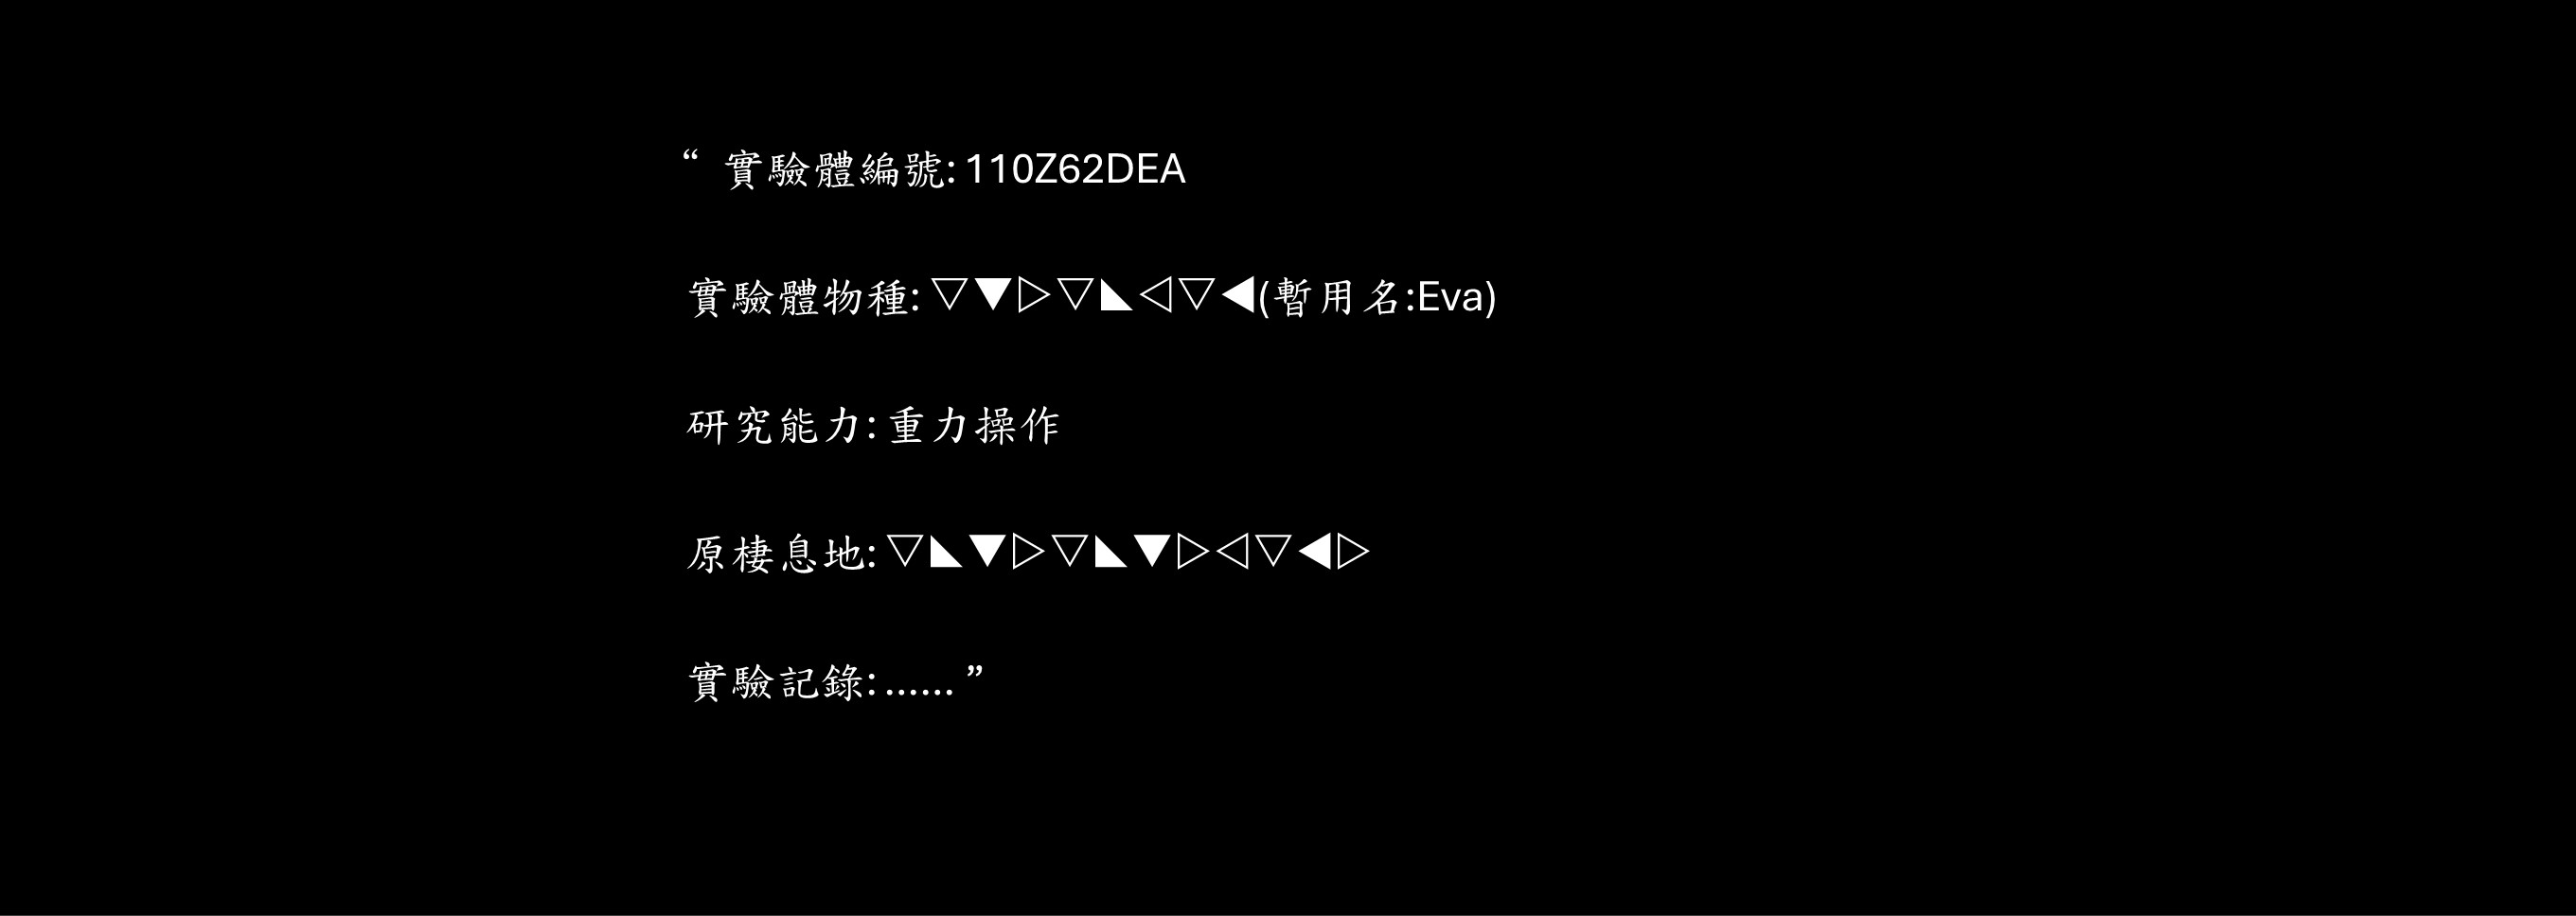 “ 實驗體編號: 110Z62DEA
實驗體物種: ▽▼▷▽◣◁▽◀(暫用名:Eva)
研究能力: 重力操作
原棲息地: ▽◣▼▷▽◣▼▷◁▽◀▷
實驗記錄: ...... ”